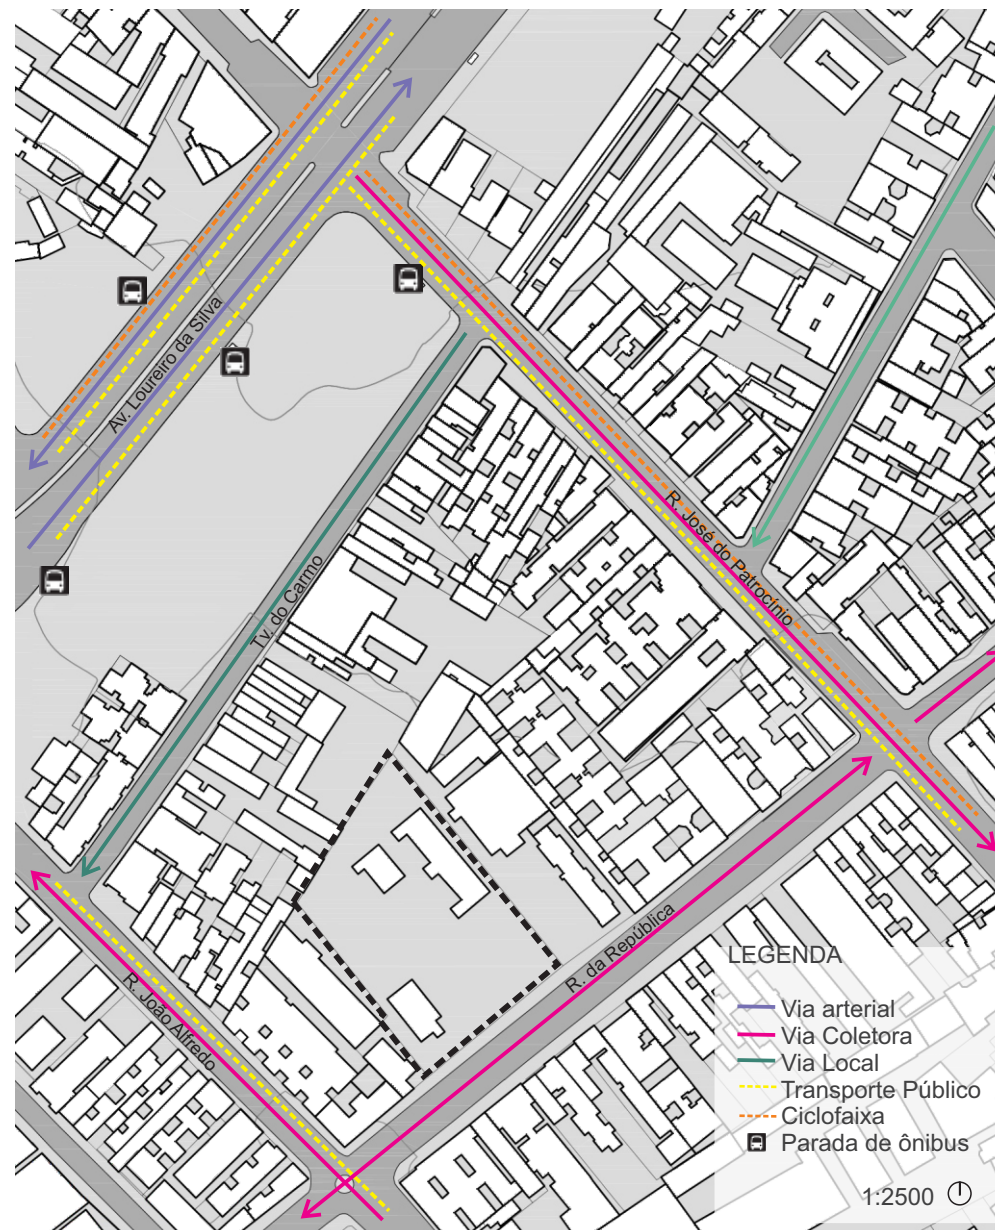 Av. Loureiro da Silva
R. José do Patrocínio
Tv. do Carmo
R. da República
R. João Alfredo
LEGENDA
Via arterial
Via Coletora
Via Local
Transporte Público
Ciclofaixa
Parada de ônibus
1:2500